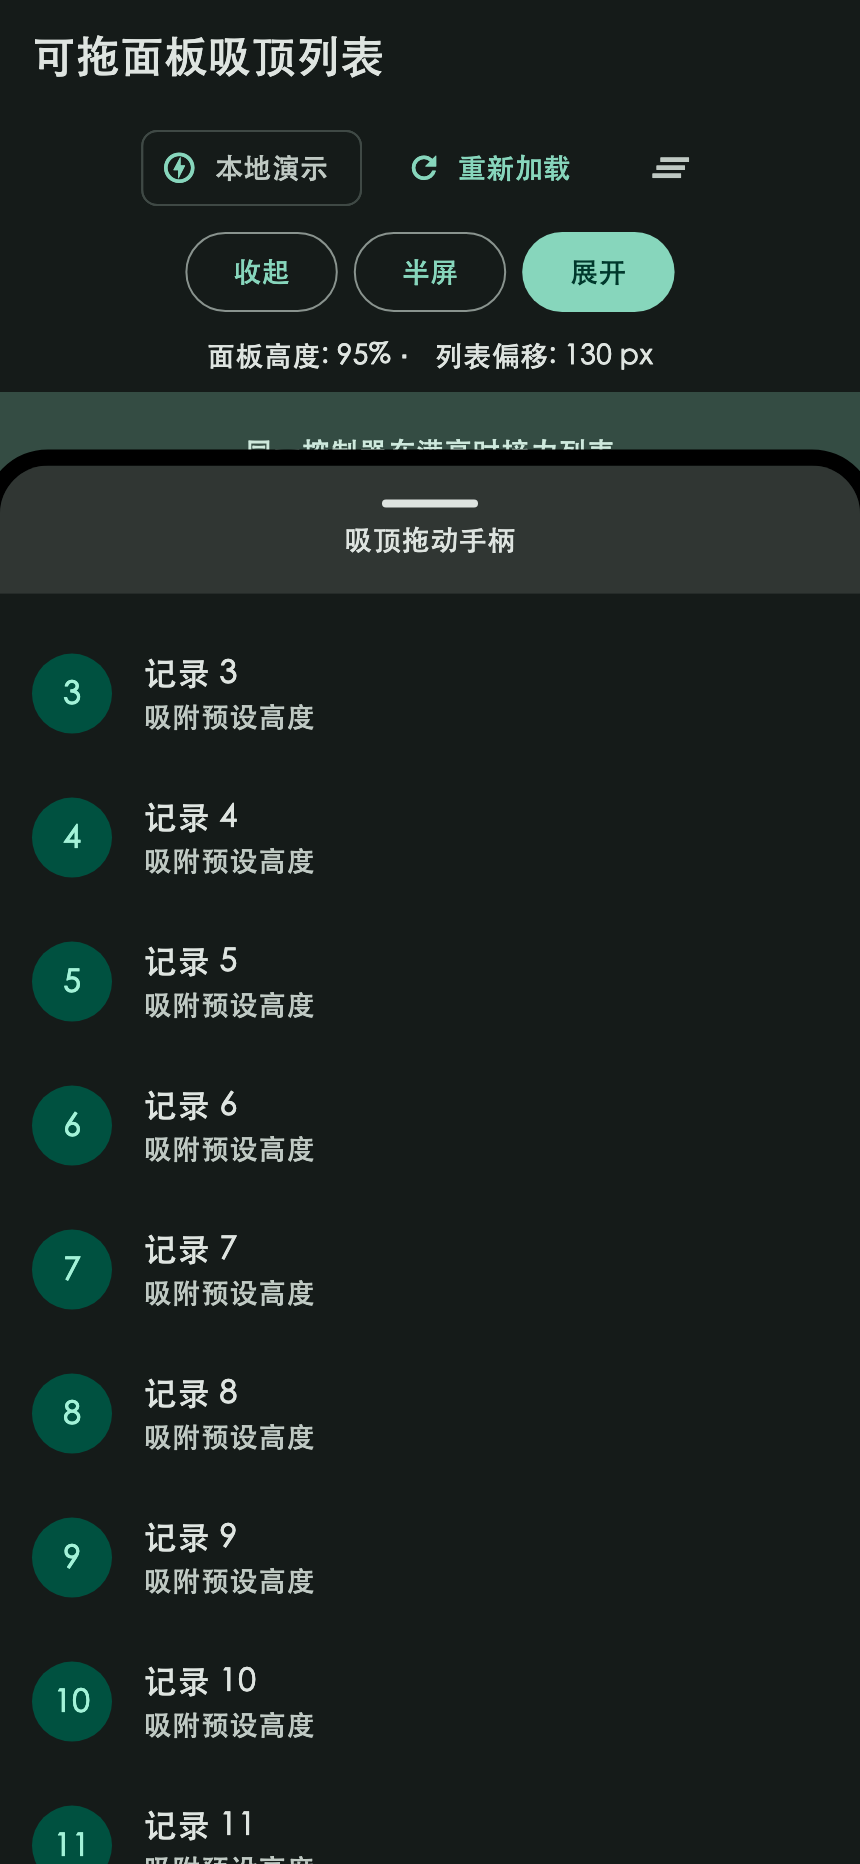 可拖面板吸顶列表
本地演示 重新加载
收起 半屏 展开
面板高度: 95% · 列表偏移: 130 px
吸顶拖动手柄
3 记录 3
吸附预设高度
4 记录 4
吸附预设高度
5 记录 5
吸附预设高度
6 记录 6
吸附预设高度
7 记录 7
吸附预设高度
8 记录 8
吸附预设高度
9 记录 9
吸附预设高度
10 记录 10
吸附预设高度
11 记录 11